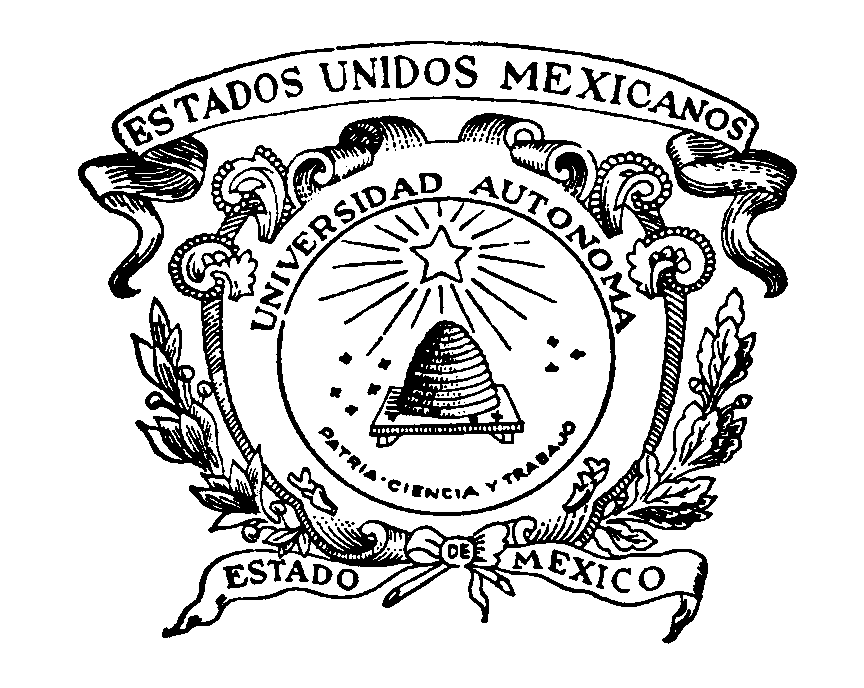 ESTADOS UNIDOS MEXICANOS
UNIVERSIDAD AUTONOMA
PATRIA·CIENCIA Y TRABAJO
ESTADO DE MEXICO